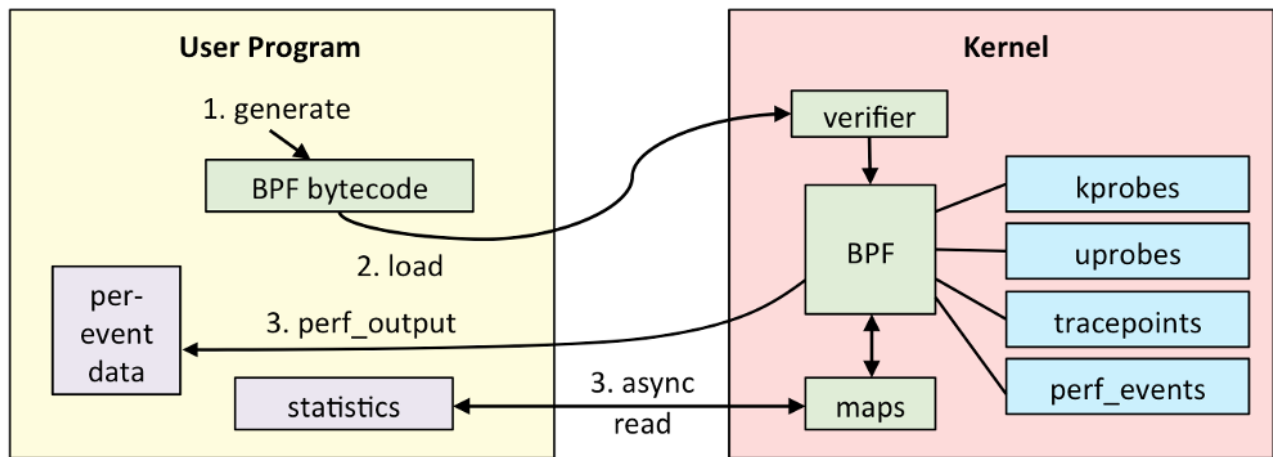 User Program
1. generate
BPF bytecode
2. load
per-
event
data
3. perf_output
statistics
3. async
read
Kernel
verifier
BPF
maps
kprobes
uprobes
tracepoints
perf_events